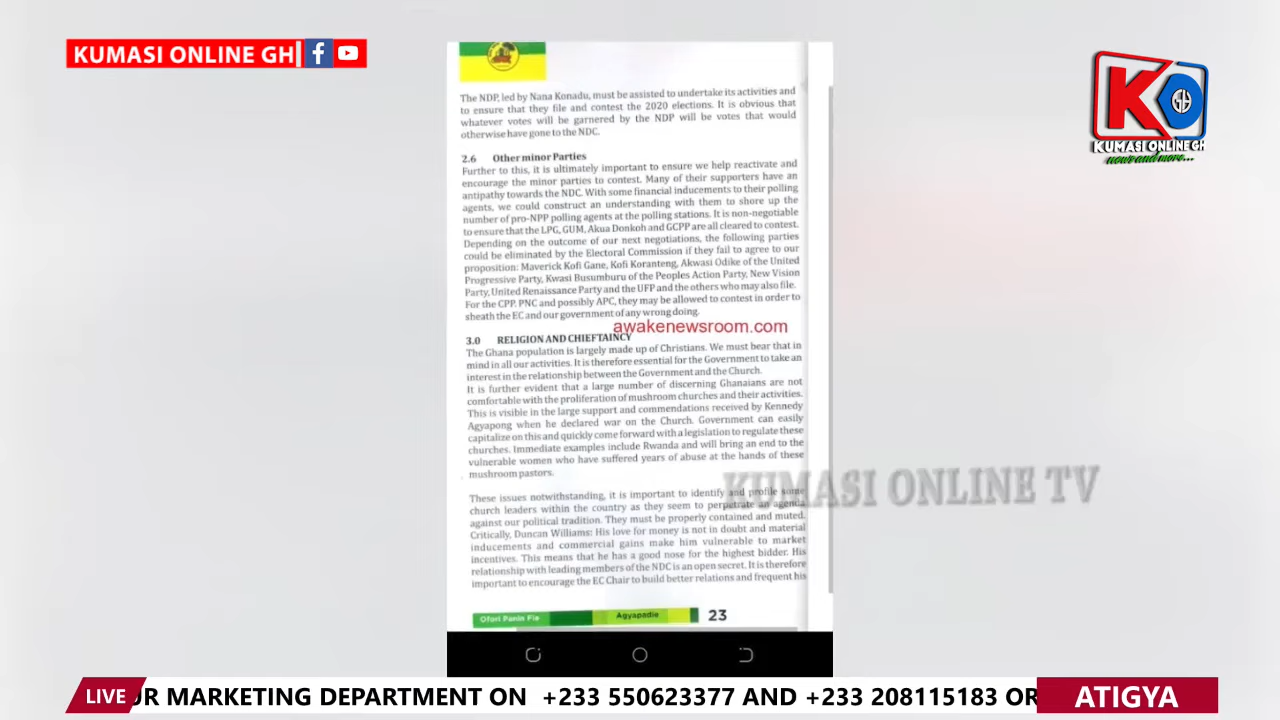 KUMASI ONLINE GH
KUMASI ONLINE GH
news and more...
The NDP, led by Nana Konadu, must be assisted to undertake its activities and
to ensure that they file and contest the 2020 elections. It is obvious that
whatever votes will be garnered by the NDP will be votes that would
otherwise have gone to the NDC.
2.6 Other minor Parties
Further to this, it is ultimately important to ensure we help reactivate and
encourage the minor parties to contest. Many of their supporters have an
antipathy towards the NDC. With some financial inducements to their polling
agents, we could construct an understanding with them to shore up the
number of pro-NPP polling agents at the polling stations. It is non-negotiable
to ensure that the LPG, GUM, Akua Donkoh and GCPP are all cleared to contest.
Depending on the outcome of our next negotiations, the following parties
could be eliminated by the Electoral Commission if they fail to agree to our
proposition: Maverick Kofi Gane, Kofi Koranteng, Akwasi Odike of the United
Progressive Party, Kwasi Busumburu of the Peoples Action Party, New Vision
Party, United Renaissance Party and the UFP and the others who may also file.
For the CPP, PNC and possibly APC, they may be allowed to contest in order to
sheath the EC and our government of any wrong doing.
awakenewsroom.com
3.0 RELIGION AND CHIEFTAINCY
The Ghana population is largely made up of Christians. We must bear that in
mind in all our activities. It is therefore essential for the Government to take an
interest in the relationship between the Government and the Church.
It is further evident that a large number of discerning Ghanaians are not
comfortable with the proliferation of mushroom churches and their activities.
This is visible in the large support and commendations received by Kennedy
Agyapong when he declared war on the Church. Government can easily
capitalize on this and quickly come forward with a legislation to regulate these
churches. Immediate examples include Rwanda and will bring an end to the
vulnerable women who have suffered years of abuse at the hands of these
mushroom pastors.
KUMASI ONLINE TV
These issues notwithstanding, it is important to identify and profile some
church leaders within the country as they seem to perpetrate an agenda
against our political tradition. They must be properly contained and muted.
Critically, Duncan Williams: His love for money is not in doubt and material
inducements and commercial gains make him vulnerable to market
incentives. This means that he has a good nose for the highest bidder. His
relationship with leading members of the NDC is an open secret. It is therefore
important to encourage the EC Chair to build better relations and frequent his
Ofori Panin Fie Agyapadie 23
LIVE UR MARKETING DEPARTMENT ON +233 550623377 AND +233 208115183 OR ATIGYA